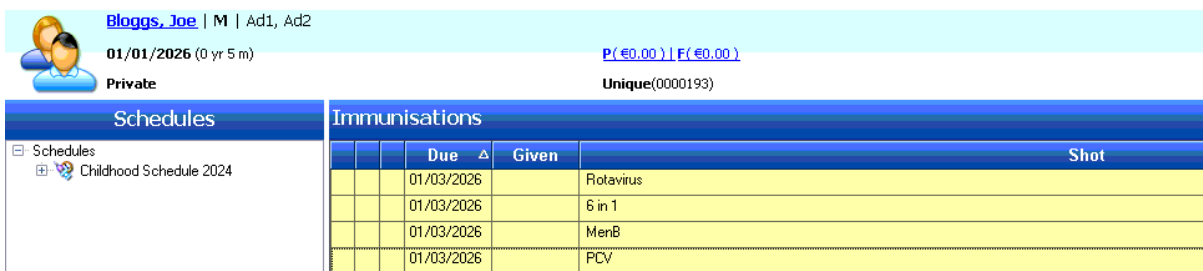 Bloggs, Joe | M | Ad1, Ad2
01/01/2026 (0 yr 5 m)
P( €0.00 ) | F( €0.00 )
Private
Unique(0000193)
Schedules
Immunisations
Schedules
Childhood Schedule 2024
Due Given Shot
01/03/2026 Rotavirus
01/03/2026 6 in 1
01/03/2026 MenB
01/03/2026 PCV